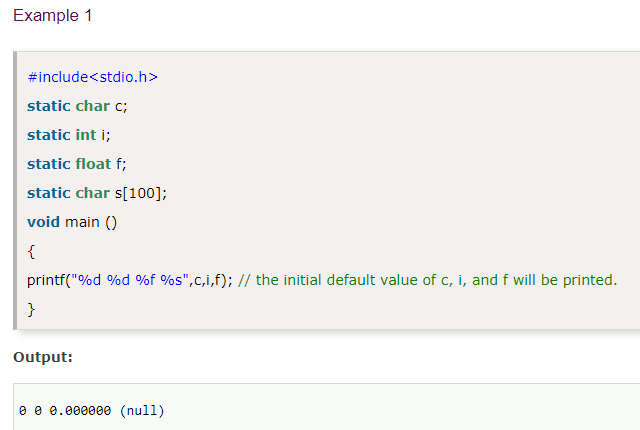 Example 1
#include<stdio.h>
static char c;
static int i;
static float f;
static char s[100];
void main ()
{
printf("%d %d %f %s",c,i,f); // the initial default value of c, i, and f will be printed.
}
Output:
0 0 0.000000 (null)